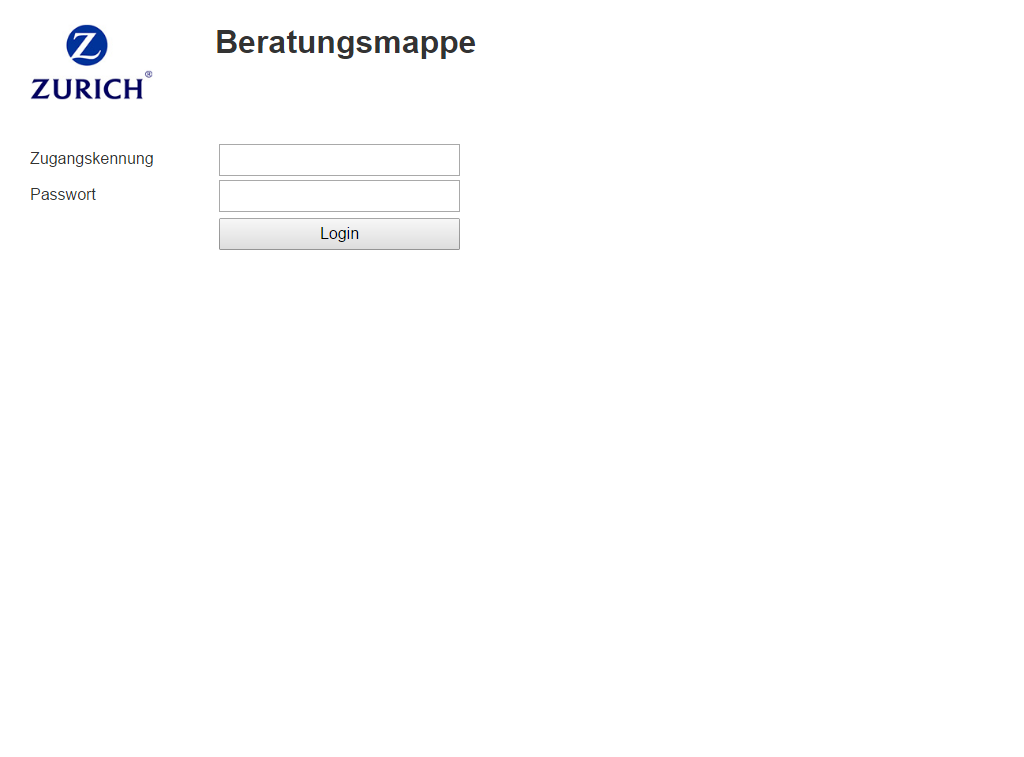 Z
ZURICH®
Beratungsmappe
Zugangskennung
Passwort
Login